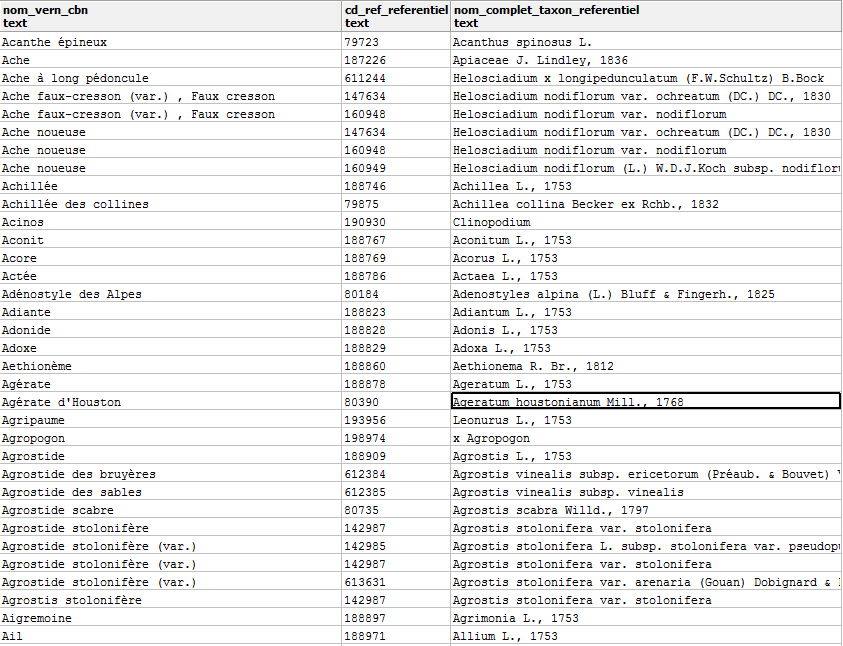 nom_vern_cbn cd_ref_referentiel nom_complet_taxon_referentiel
text text text
Acanthe épineux 79723 Acanthus spinosus L.
Ache 187226 Apiaceae J. Lindley, 1836
Ache à long pédoncule 611244 Helosciadium x longipedunculatum (F.W.Schultz) B.Bock
Ache faux-cresson (var.) , Faux cresson 147634 Helosciadium nodiflorum var. ochreatum (DC.) DC., 1830
Ache faux-cresson (var.) , Faux cresson 160948 Helosciadium nodiflorum var. nodiflorum
Ache noueuse 147634 Helosciadium nodiflorum var. ochreatum (DC.) DC., 1830
Ache noueuse 160948 Helosciadium nodiflorum var. nodiflorum
Ache noueuse 160949 Helosciadium nodiflorum (L.) W.D.J.Koch subsp.
Achillée 188746 Achillea L., 1753
Achillée des collines 79875 Achillea collina Becker ex Rchb., 1832
Acinos 190930 Clinopodium
Aconit 188767 Aconitum L., 1753
Acore 188769 Acorus L., 1753
Actée 188786 Actaea L., 1753
Adénostyle des Alpes 80184 Adenostyles alpina (L.) Bluff & Fingerh., 1825
Adiante 188823 Adiantum L., 1753
Adonide 188828 Adonis L., 1753
Adoxe 188829 Adoxa L., 1753
Aethionème 188860 Aethionema R. Br., 1812
Agérate 188878 Ageratum L., 1753
Agérate d'Houston 80390 Ageratum houstonianum Mill., 1768
Agripaume 193956 Leonurus L., 1753
Agropogon 198974 x Agropogon
Agrostide 188909 Agrostis L., 1753
Agrostide des bruyères 612384 Agrostis vinealis subsp. ericetorum (Préaub. & Bouvet)
Agrostide des sables 612385 Agrostis vinealis subsp. vinealis
Agrostide scabre 80735 Agrostis scabra Willd., 1797
Agrostide stolonifère 142987 Agrostis stolonifera var. stolonifera
Agrostide stolonifère (var.) 142985 Agrostis stolonifera L. subsp. stolonifera var.
Agrostide stolonifère (var.) 142987 Agrostis stolonifera var. stolonifera
Agrostide stolonifère (var.) 613631 Agrostis stolonifera var. arenaria (Gouan) Dobignard &
Agrostis stolonifère 142987 Agrostis stolonifera var. stolonifera
Aigremoine 188897 Agrimonia L., 1753
Ail 188971 Allium L., 1753